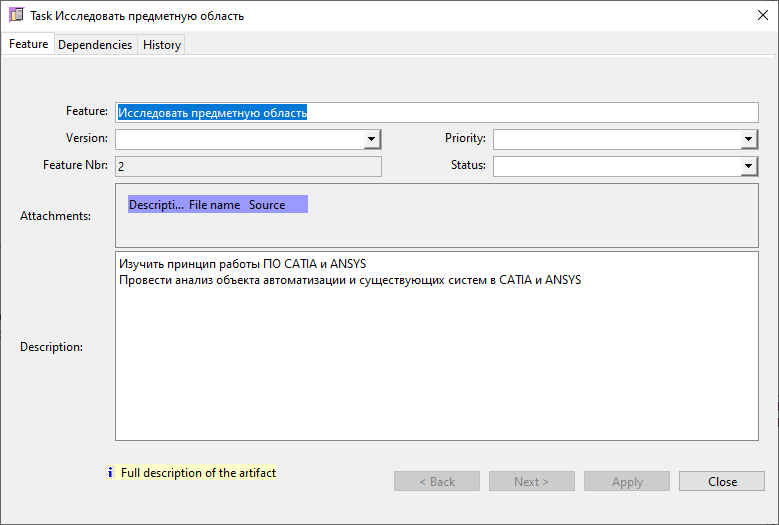 Task Исследовать предметную область
Feature
Dependencies
History
Feature: Исследовать предметную область
Version:
Priority:
Feature Nbr: 2
Status:
Attachments:
Descripti... File name Source
Изучить принцип работы ПО CATIA и ANSYS
Провести анализ объекта автоматизации и существующих систем в CATIA и ANSYS
Description:
i Full description of the artifact
< Back
Next >
Apply
Close